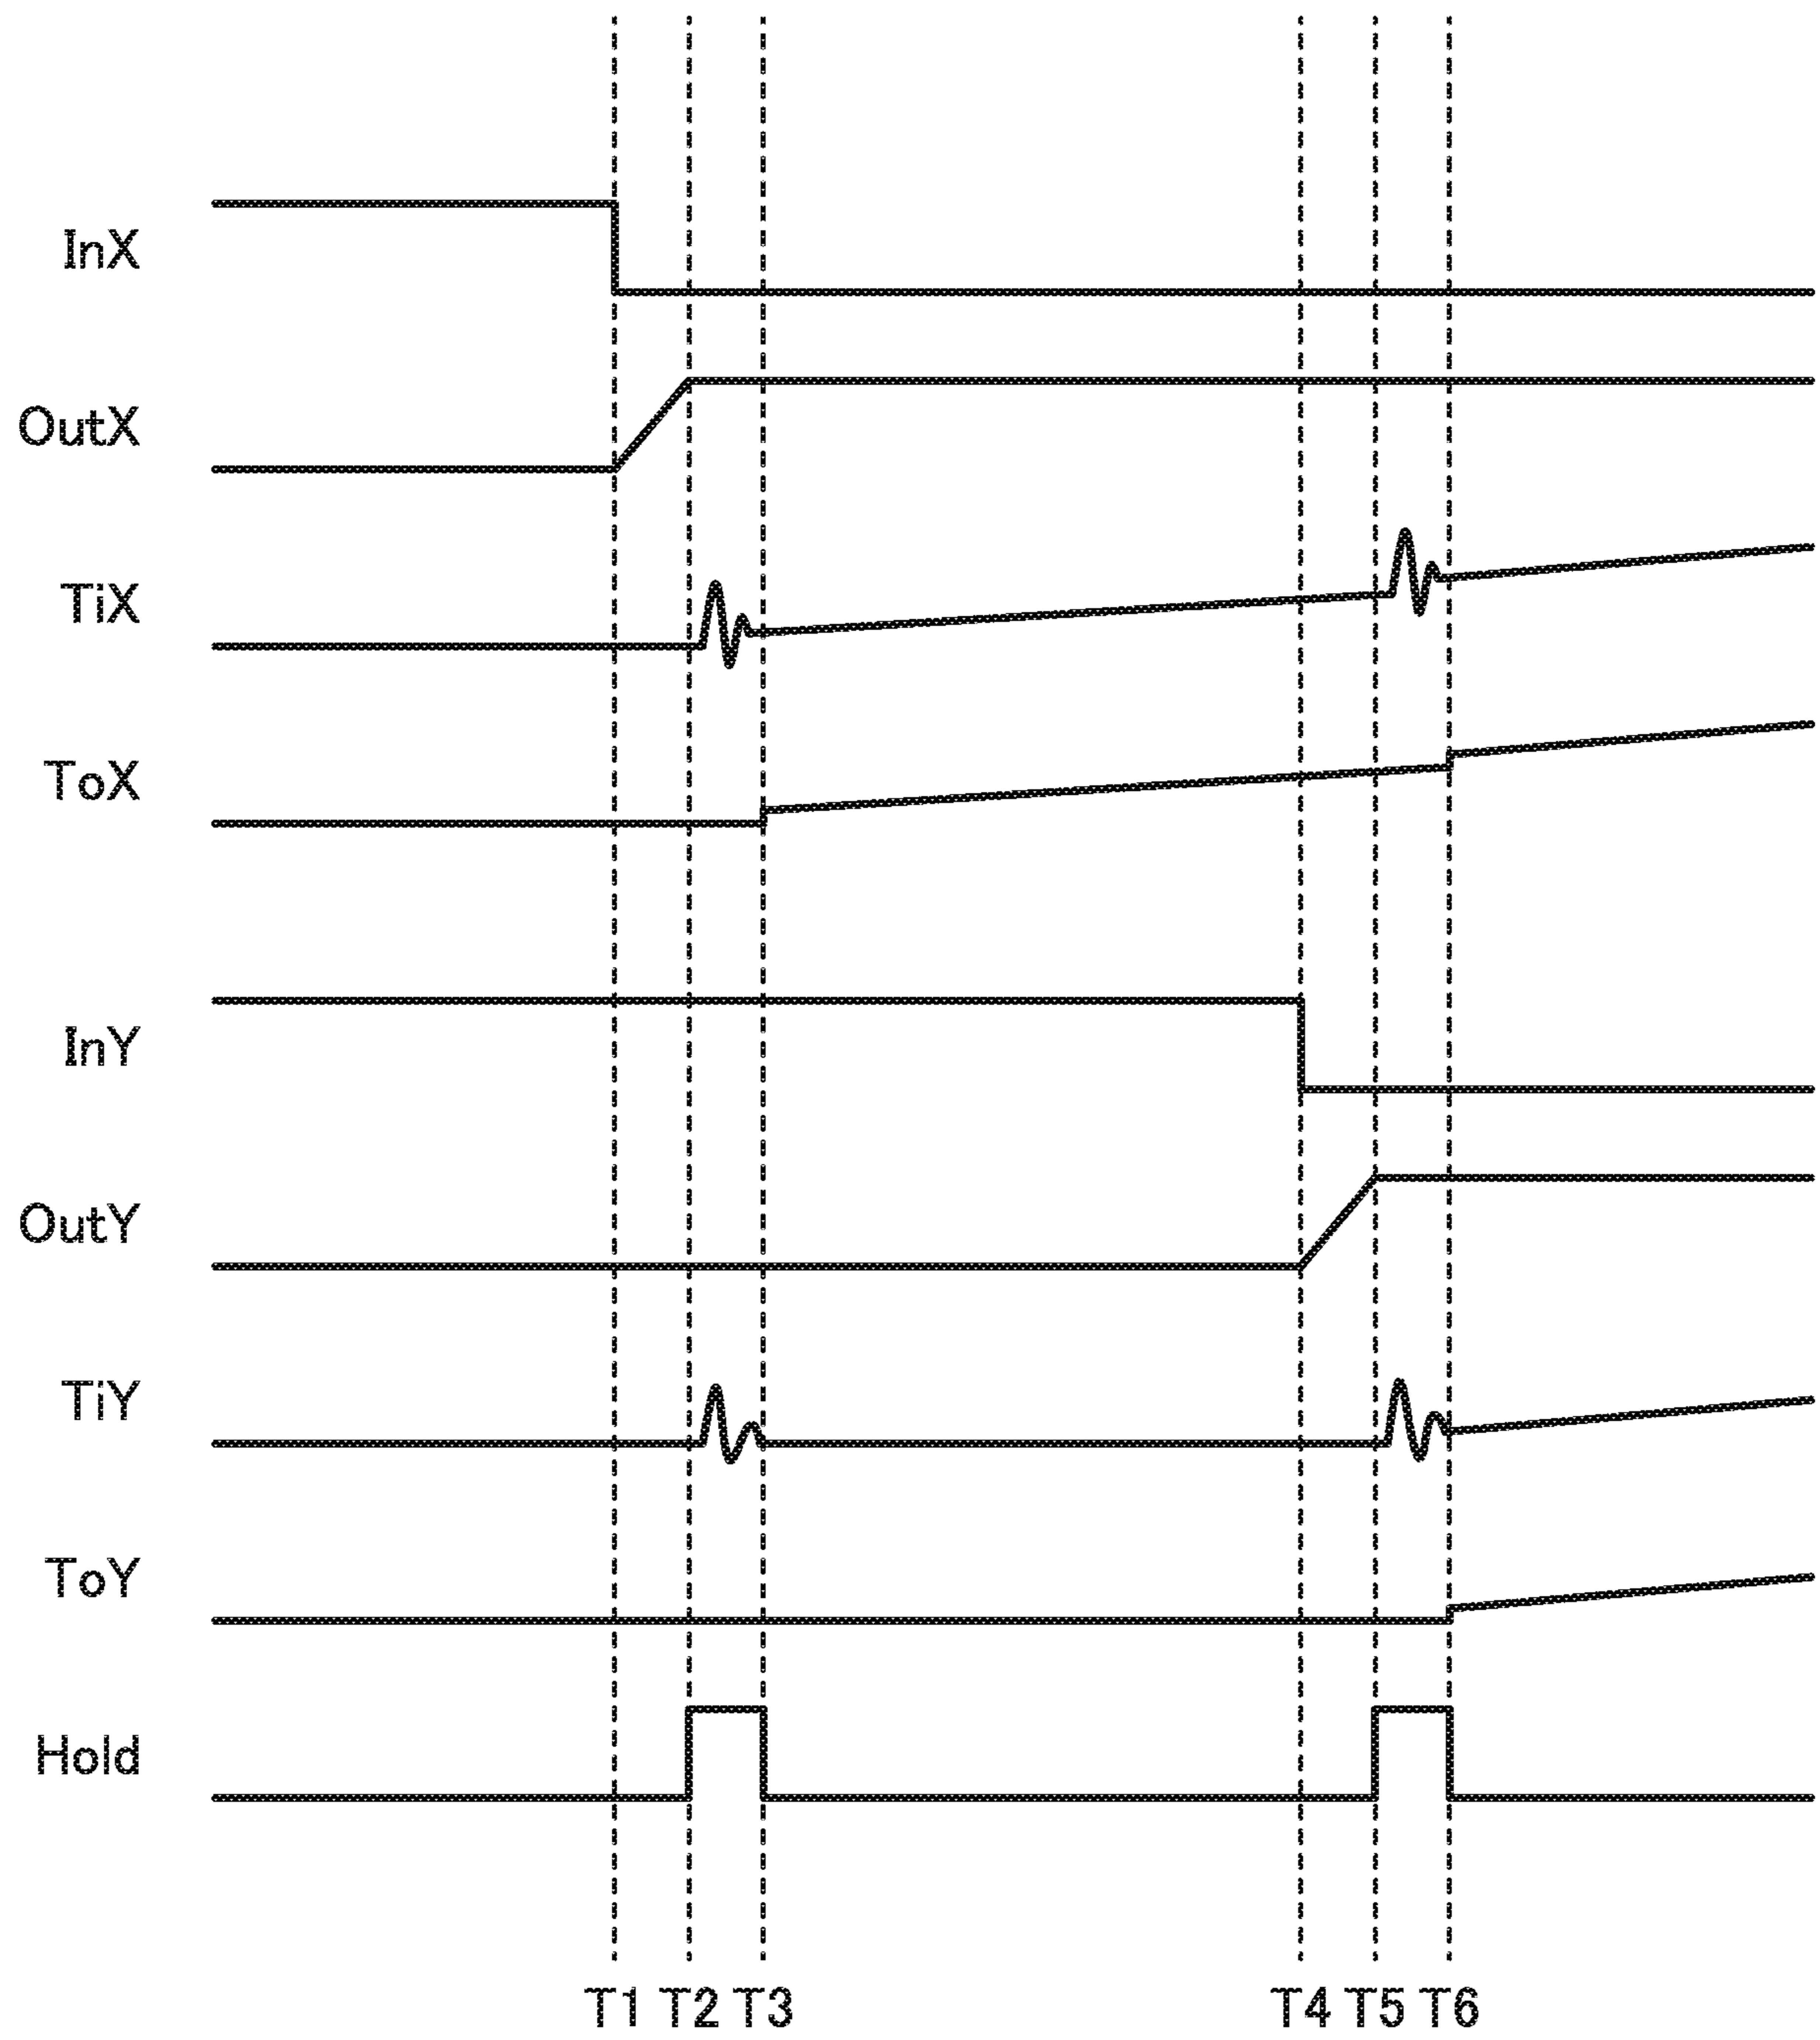 InX
OutX
TiX
ToX
InY
OutY
TiY
ToY
Hold
T1 T2 T3 T4 T5 T6